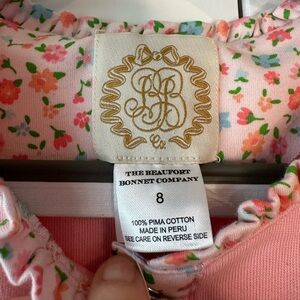 THE BEAUFORT
BONNET COMPANY
8
100% PIMA COTTON
MADE IN PERU
SEE CARE ON REVERSE SIDE